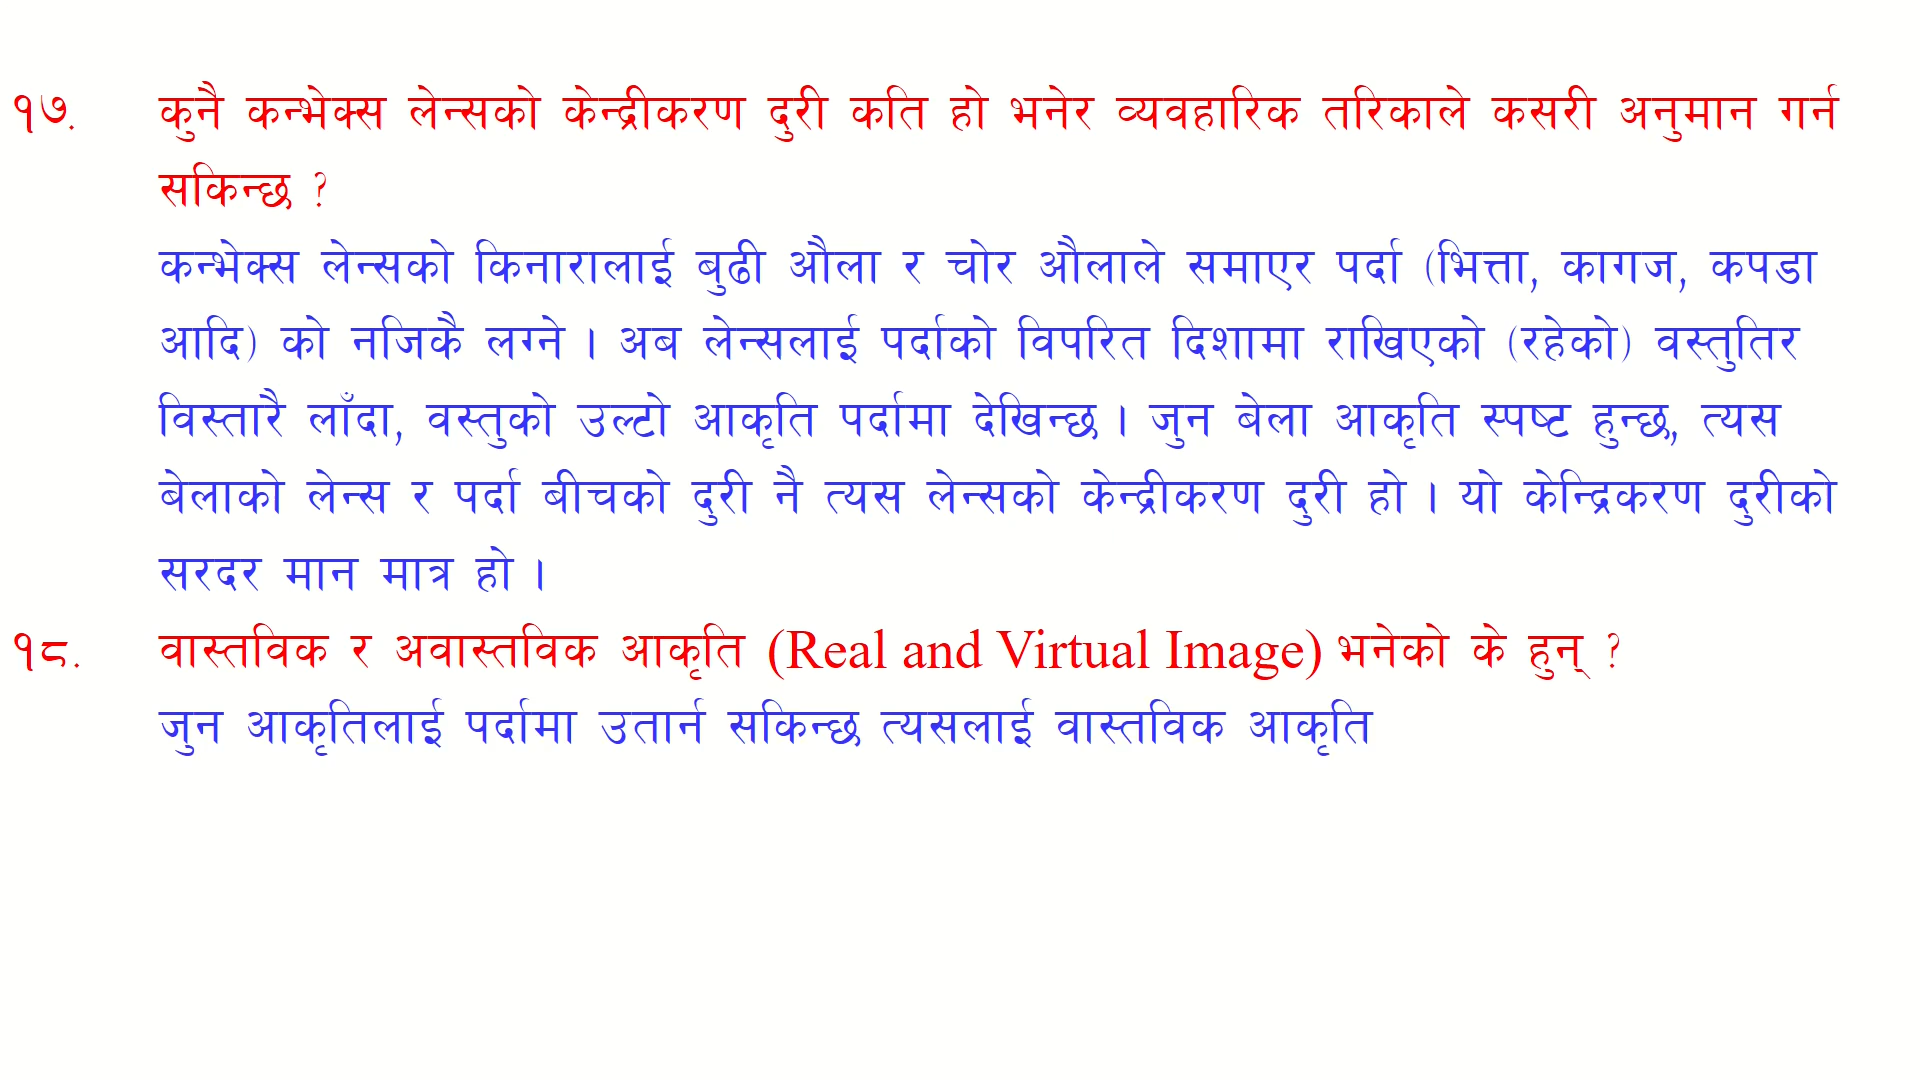 १७. कुनै कन्भेक्स लेन्सको केन्द्रीकरण दुरी कति हो भनेर व्यवहारिक तरिकाले कसरी अनुमान गर्न
सकिन्छ ?
कन्भेक्स लेन्सको किनारालाई बुढी औला र चोर औलाले समाएर पर्दा (भित्ता, कागज, कपडा
आदि) को नजिकै लग्ने । अब लेन्सलाई पर्दाको विपरित दिशामा राखिएको (रहेको) वस्तुतिर
विस्तारै लाँदा, वस्तुको उल्टो आकृति पर्दामा देखिन्छ । जुन बेला आकृति स्पष्ट हुन्छ, त्यस
बेलाको लेन्स र पर्दा बीचको दुरी नै त्यस लेन्सको केन्द्रीकरण दुरी हो । यो केन्द्रिकरण दुरीको
सरदर मान मात्र हो ।
१८. वास्तविक र अवास्तविक आकृति (Real and Virtual Image) भनेको के हुन् ?
जुन आकृतिलाई पर्दामा उतार्न सकिन्छ त्यसलाई वास्तविक आकृति